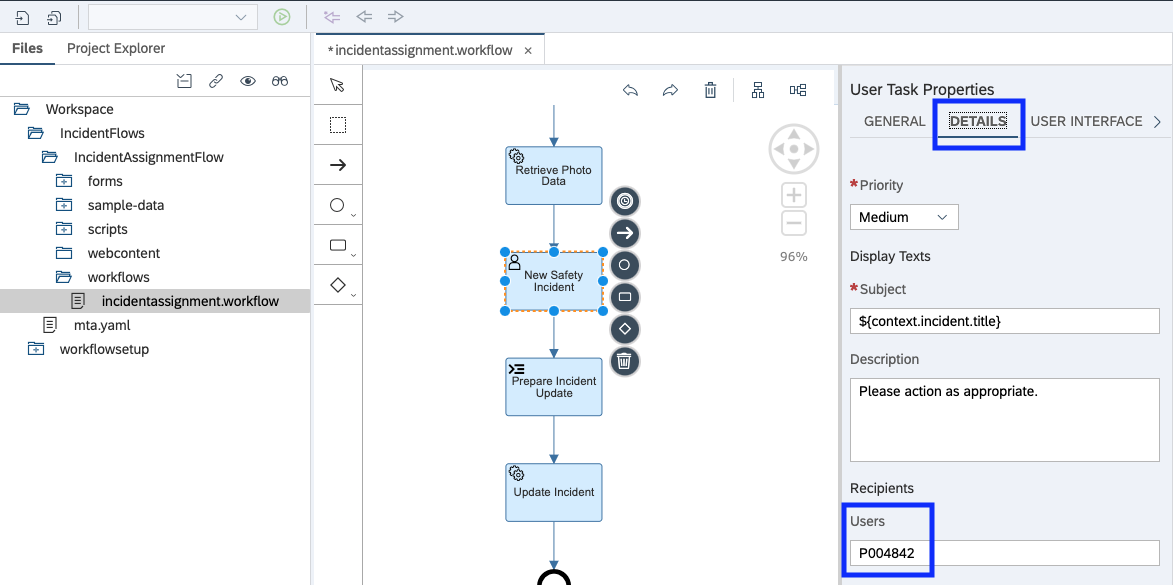 Files
Project Explorer
Workspace
IncidentFlows
IncidentAssignmentFlow
forms
sample-data
scripts
webcontent
workflows
incidentassignment.workflow
mta.yaml
workflowsetup
*incidentassignment.workflow ×
Retrieve Photo
Data
New Safety
Incident
Prepare Incident
Update
Update Incident
96%
User Task Properties
GENERAL
DETAILS
USER INTERFACE
*Priority
Medium
Display Texts
*Subject
${context.incident.title}
Description
Please action as appropriate.
Recipients
Users
P004842